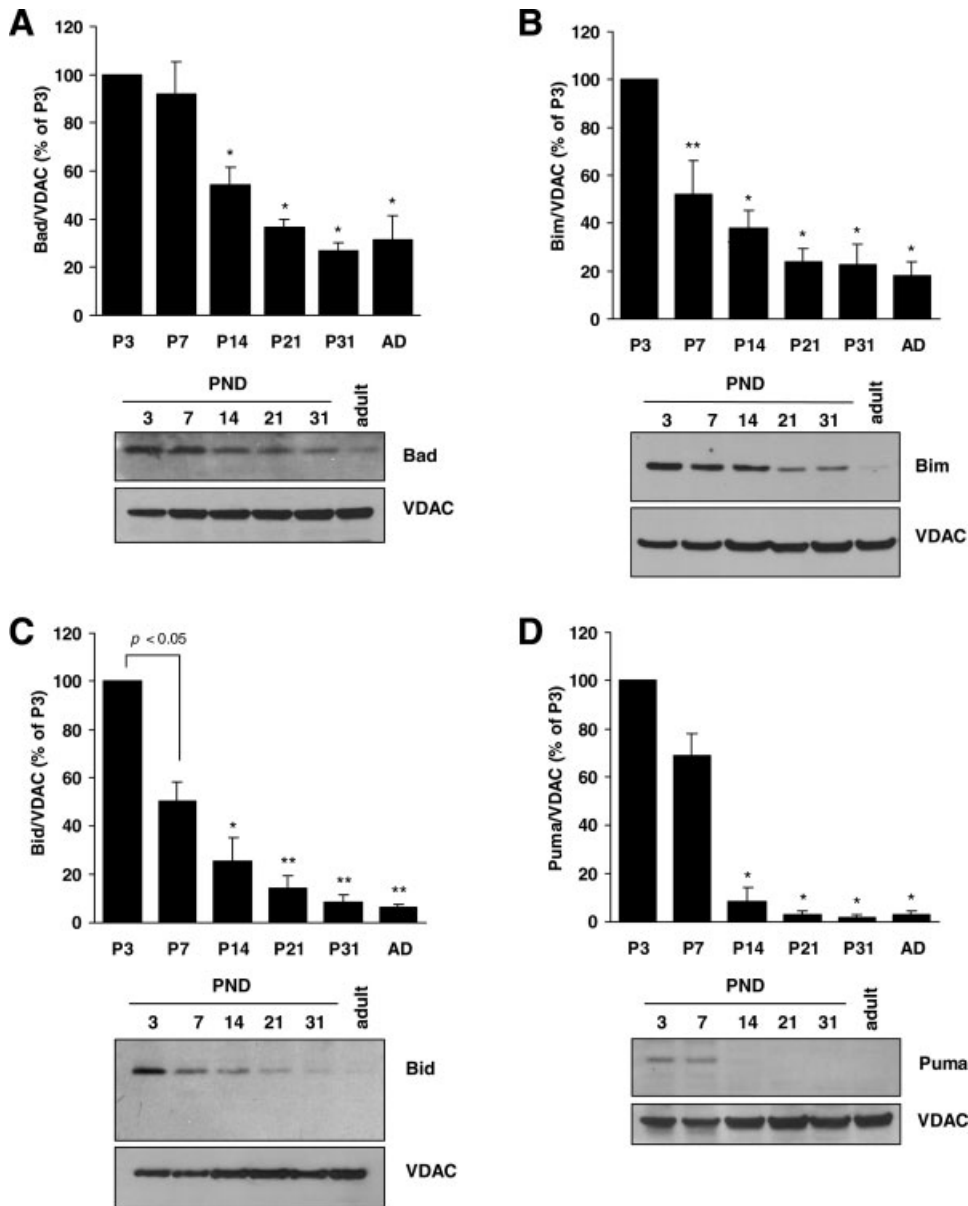 A
Bad/VDAC (% of P3)
120
100
80
60
40
20
0
* * * *
P3 P7 P14 P21 P31 AD
PND
adult
3 7 14 21 31
Bad
VDAC
B
Bim/VDAC (% of P3)
120
100
80
60
40
20
0
** * * * *
P3 P7 P14 P21 P31 AD
PND
adult
3 7 14 21 31
Bim
VDAC
C
Bid/VDAC (% of P3)
120
100
80
60
40
20
0
p < 0.05
* ** ** **
P3 P7 P14 P21 P31 AD
PND
adult
3 7 14 21 31
Bid
VDAC
D
Puma/VDAC (% of P3)
120
100
80
60
40
20
0
* * * *
P3 P7 P14 P21 P31 AD
PND
adult
3 7 14 21 31
Puma
VDAC